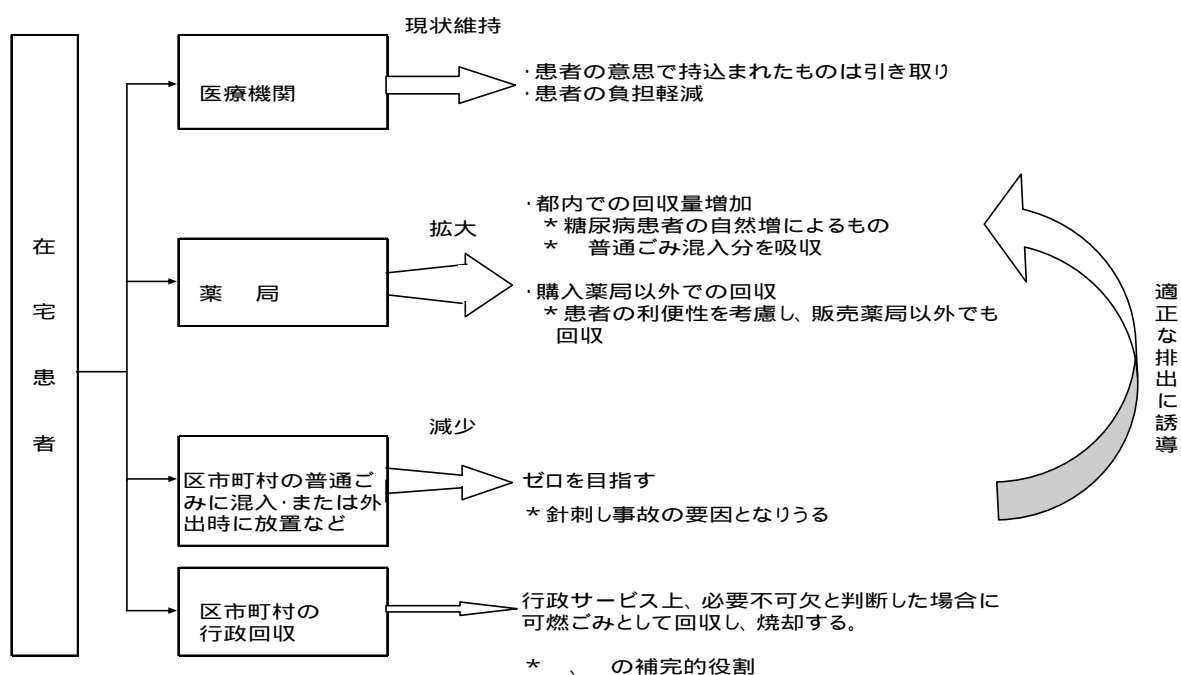 現状維持
在宅患者
医療機関
・患者の意思で持込まれたものは引き取り
・患者の負担軽減
拡大
薬 局
・都内での回収量増加
* 糖尿病患者の自然増によるもの
* 普通ごみ混入分を吸収
・購入薬局以外での回収
* 患者の利便性を考慮し、販売薬局以外でも
回収
適正な排出に誘導
減少
区市町村の普通ご
みに混入・または外
出時に放置など
ゼロを目指す
* 針刺し事故の要因となりうる
区市町村の
行政回収
行政サービス上、必要不可欠と判断した場合に
可燃ごみとして回収し、焼却する。
* 、 の補完的役割